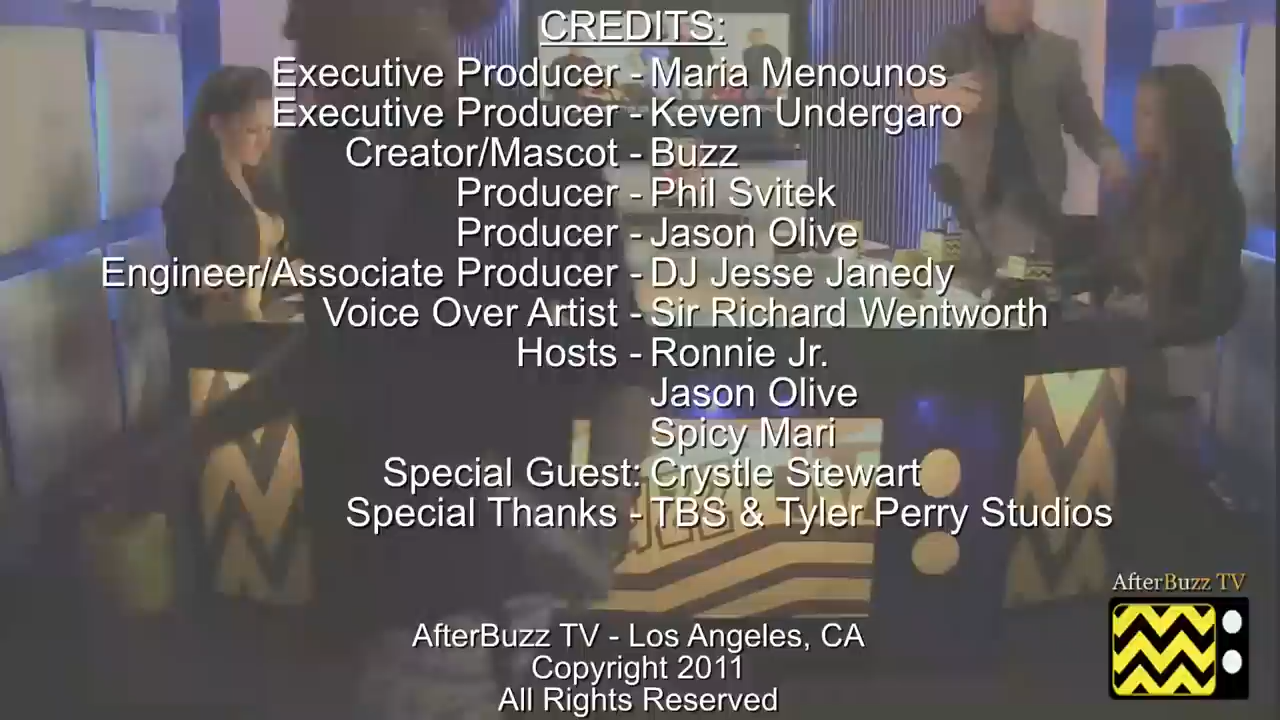 CREDITS:
Executive Producer - Maria Menounos
Executive Producer - Keven Undergaro
Creator/Mascot - Buzz
Producer - Phil Svitek
Producer - Jason Olive
Engineer/Associate Producer - DJ Jesse Janedy
Voice Over Artist - Sir Richard Wentworth
Hosts - Ronnie Jr.
Jason Olive
Spicy Mari
Special Guest: Crystle Stewart
Special Thanks - TBS & Tyler Perry Studios
AfterBuzz TV
AfterBuzz TV - Los Angeles, CA
Copyright 2011
All Rights Reserved